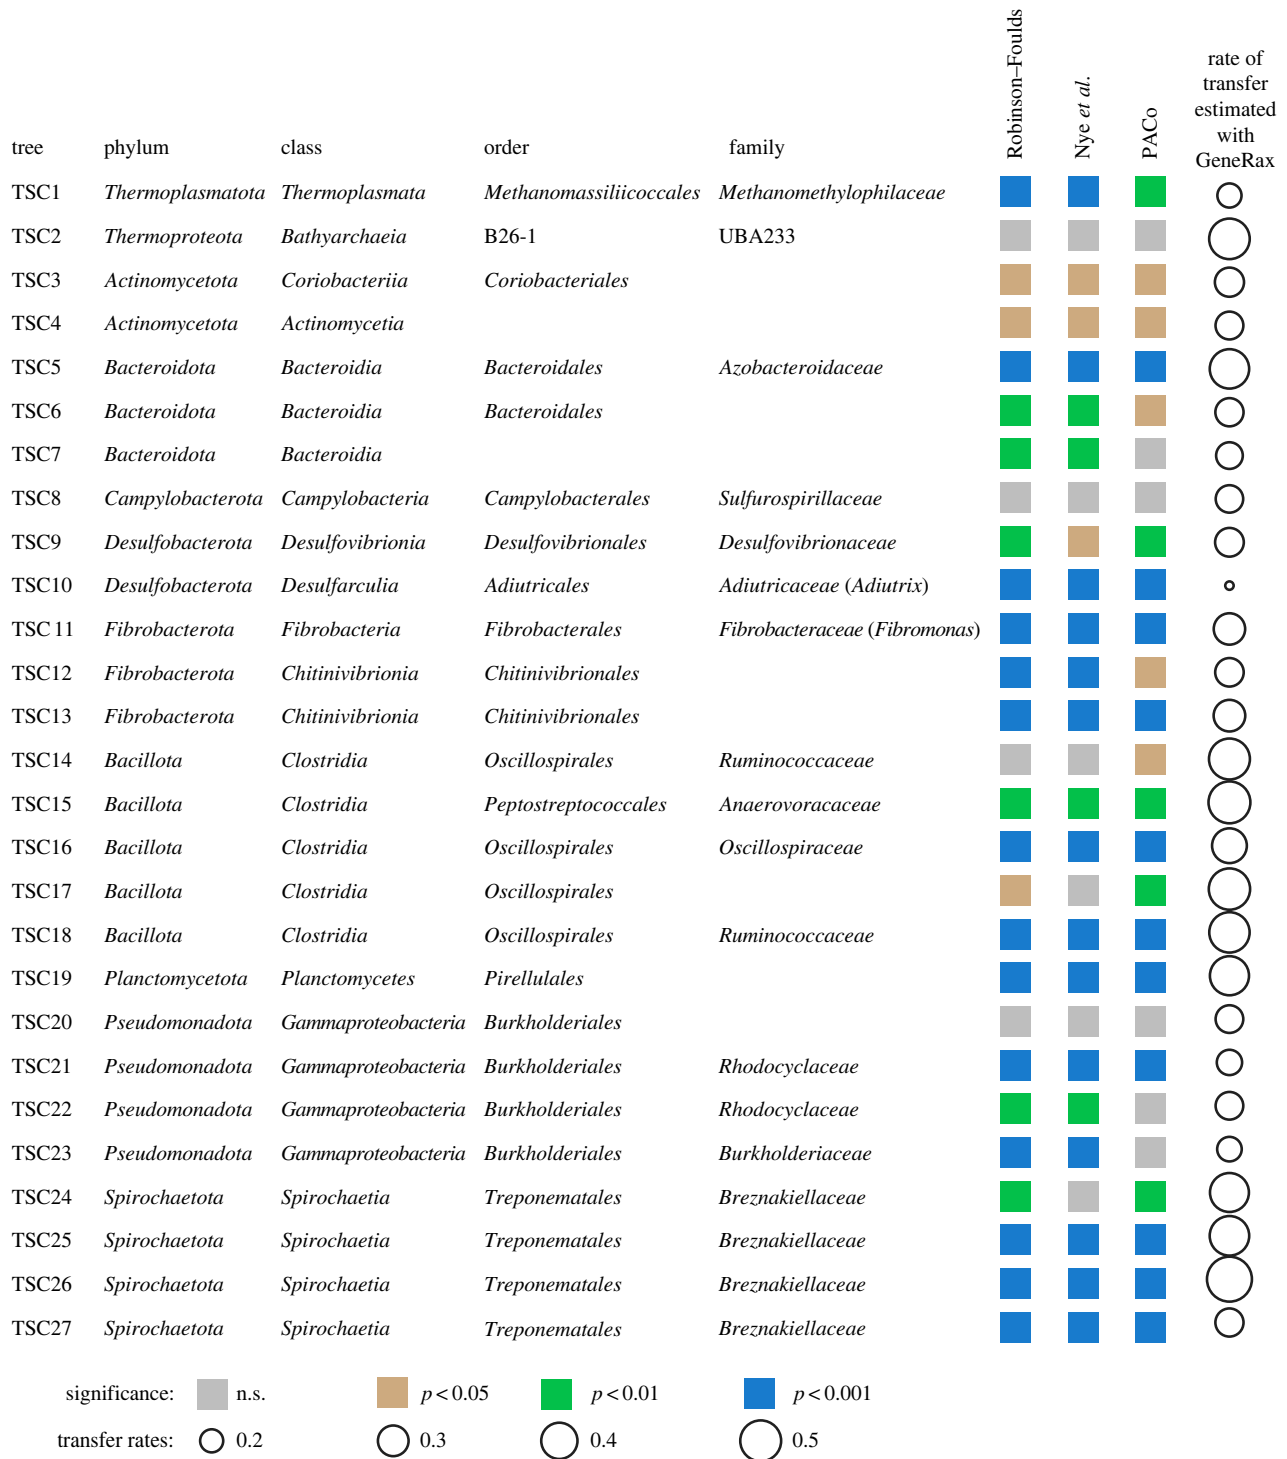 Robinson–Foulds
Nye et al.
PACo
rate of
transfer
estimated
with
GeneRax
tree phylum class order family
TSC1 Thermoplasmatota Thermoplasmata Methanomassiliicoccales Methanomethylophilaceae
TSC2 Thermoproteota Bathyarchaeia B26-1 UBA233
TSC3 Actinomycetota Coriobacteriia Coriobacteriales
TSC4 Actinomycetota Actinomycetia
TSC5 Bacteroidota Bacteroidia Bacteroidales Azobacteroidaceae
TSC6 Bacteroidota Bacteroidia Bacteroidales
TSC7 Bacteroidota Bacteroidia
TSC8 Campylobacterota Campylobacteria Campylobacterales Sulfurospirillaceae
TSC9 Desulfobacterota Desulfovibrionia Desulfovibrionales Desulfovibrionaceae
TSC10 Desulfobacterota Desulfarculia Adiutricales Adiutricaceae (Adiutrix)
TSC11 Fibrobacterota Fibrobacteria Fibrobacterales Fibrobacteraceae (Fibromonas)
TSC12 Fibrobacterota Chitinivibrionia Chitinivibrionales
TSC13 Fibrobacterota Chitinivibrionia Chitinivibrionales
TSC14 Bacillota Clostridia Oscillospirales Ruminococcaceae
TSC15 Bacillota Clostridia Peptostreptococcales Anaerovoracaceae
TSC16 Bacillota Clostridia Oscillospirales Oscillospiraceae
TSC17 Bacillota Clostridia Oscillospirales
TSC18 Bacillota Clostridia Oscillospirales Ruminococcaceae
TSC19 Planctomycetota Planctomycetes Pirellulales
TSC20 Pseudomonadota Gammaproteobacteria Burkholderiales
TSC21 Pseudomonadota Gammaproteobacteria Burkholderiales Rhodocyclaceae
TSC22 Pseudomonadota Gammaproteobacteria Burkholderiales Rhodocyclaceae
TSC23 Pseudomonadota Gammaproteobacteria Burkholderiales Burkholderiaceae
TSC24 Spirochaetota Spirochaetia Treponematales Breznakiellaceae
TSC25 Spirochaetota Spirochaetia Treponematales Breznakiellaceae
TSC26 Spirochaetota Spirochaetia Treponematales Breznakiellaceae
TSC27 Spirochaetota Spirochaetia Treponematales Breznakiellaceae
significance: n.s. p < 0.05 p < 0.01 p < 0.001
transfer rates: 0.2 0.3 0.4 0.5